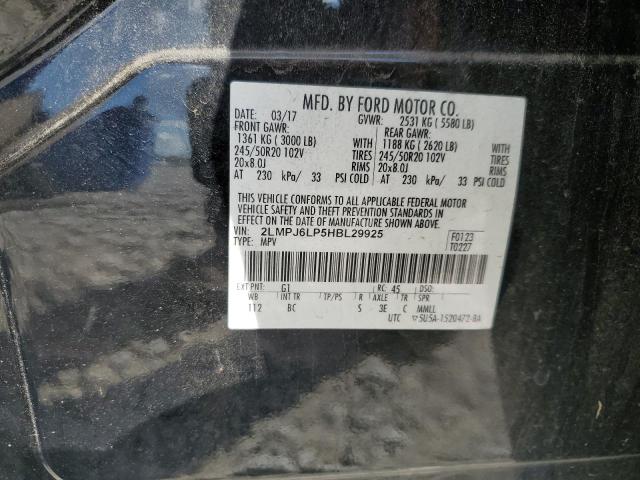 MFD. BY FORD MOTOR CO.
DATE: 03/17 GVWR: 2531 KG ( 5580 LB)
FRONT GAWR: REAR GAWR:
1361 KG ( 3000 LB) WITH 1188 KG ( 2620 LB) WITH
245/50R20 102V TIRES 245/50R20 102V TIRES
20x8.0J RIMS 20x8.0J RIMS
AT 230 kPa/ 33 PSI COLD AT 230 kPa/ 33 PSI COLD
THIS VEHICLE CONFORMS TO ALL APPLICABLE FEDERAL MOTOR
VEHICLE SAFETY AND THEFT PREVENTION STANDARDS IN EFFECT
ON THE DATE OF MANUFACTURE SHOWN ABOVE.
VIN: 2LMPJ6LP5HBL29925 F0123
TYPE: MPV T0227
EXT PNT: G1 RC: 45 DSO:
WB INT TR TP/PS R AXLE TR SPR
112 BC S 3E C MMLL
UTC ▽5U5A-1520472-BA